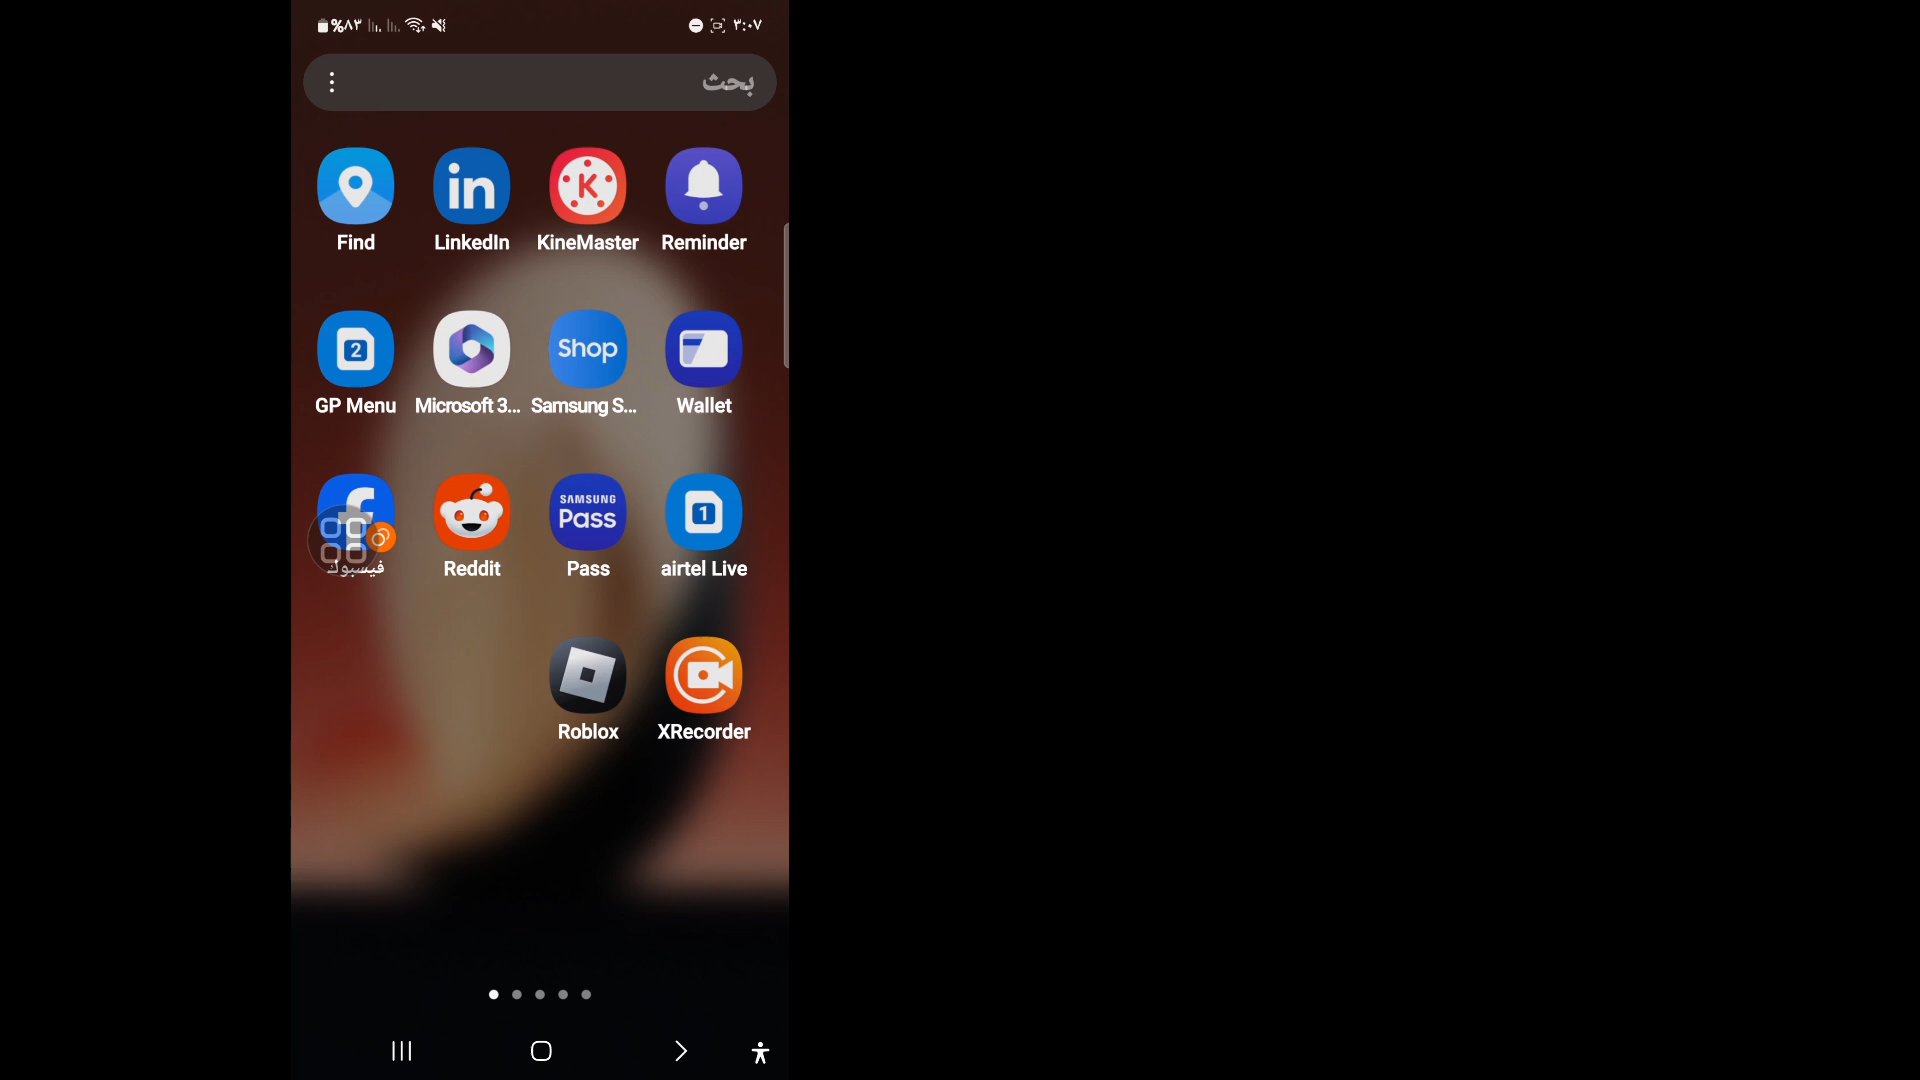 %٨٣
٣:٠٧
بحث
in
K
Find
LinkedIn
KineMaster
Reminder
2
Shop
GP Menu
Microsoft 3...
Samsung S...
Wallet
f
SAMSUNG
Pass
1
فيسبوك
Reddit
Pass
airtel Live
Roblox
XRecorder